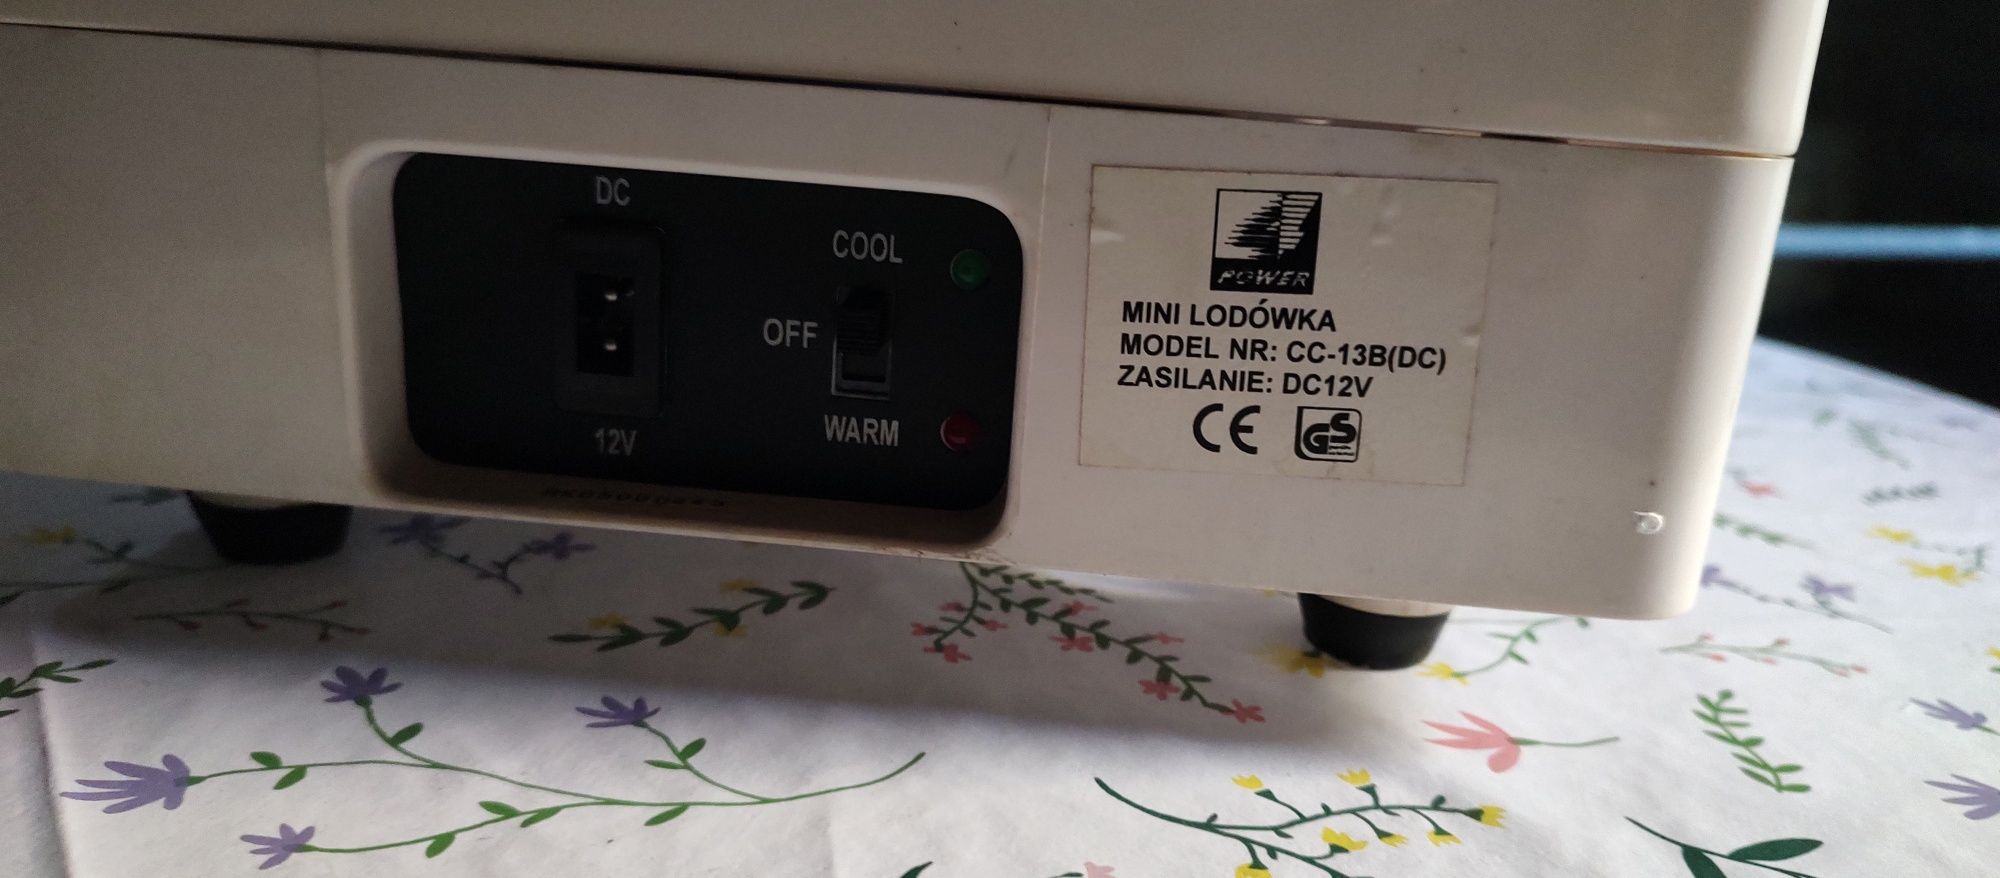 DC
12V
COOL
OFF
WARM
POWER
MINI LODÓWKA
MODEL NR: CC-13B(DC)
ZASILANIE: DC12V
CE
GS